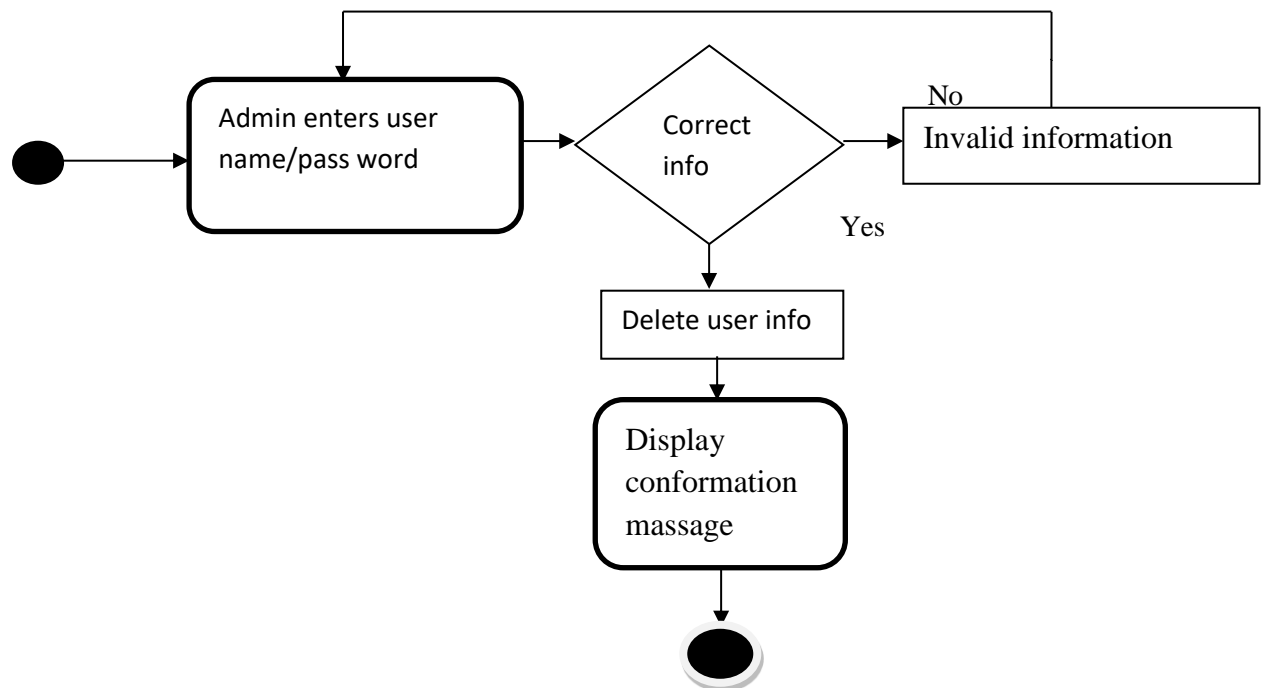 Admin enters user
name/pass word
Correct
info
No
Invalid information
Yes
Delete user info
Display
conformation
massage